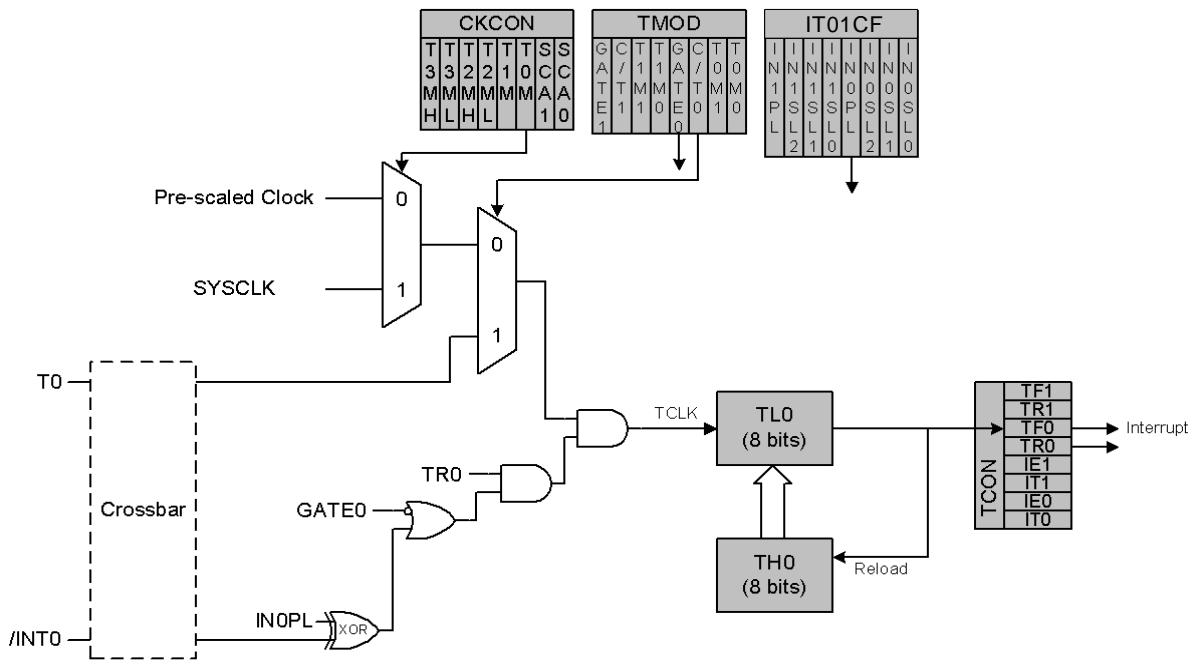 CKCON
T3MH
T3ML
T2MH
T2ML
T1M
T0M
SCA1
SCA0
TMOD
GATE1
C/T1
T1M1
T1M0
GATE0
C/T0
T0M1
T0M0
IT01CF
IN1PL
IN1SL2
IN1SL1
IN1SL0
IN0PL
IN0SL2
IN0SL1
IN0SL0
Pre-scaled Clock
0
SYSCLK
1
0
1
T0
Crossbar
/INT0
TR0
GATE0
IN0PL
XOR
TCLK
TL0
(8 bits)
TH0
(8 bits)
Reload
TCON
TF1
TR1
TF0
TR0
IE1
IT1
IE0
IT0
Interrupt